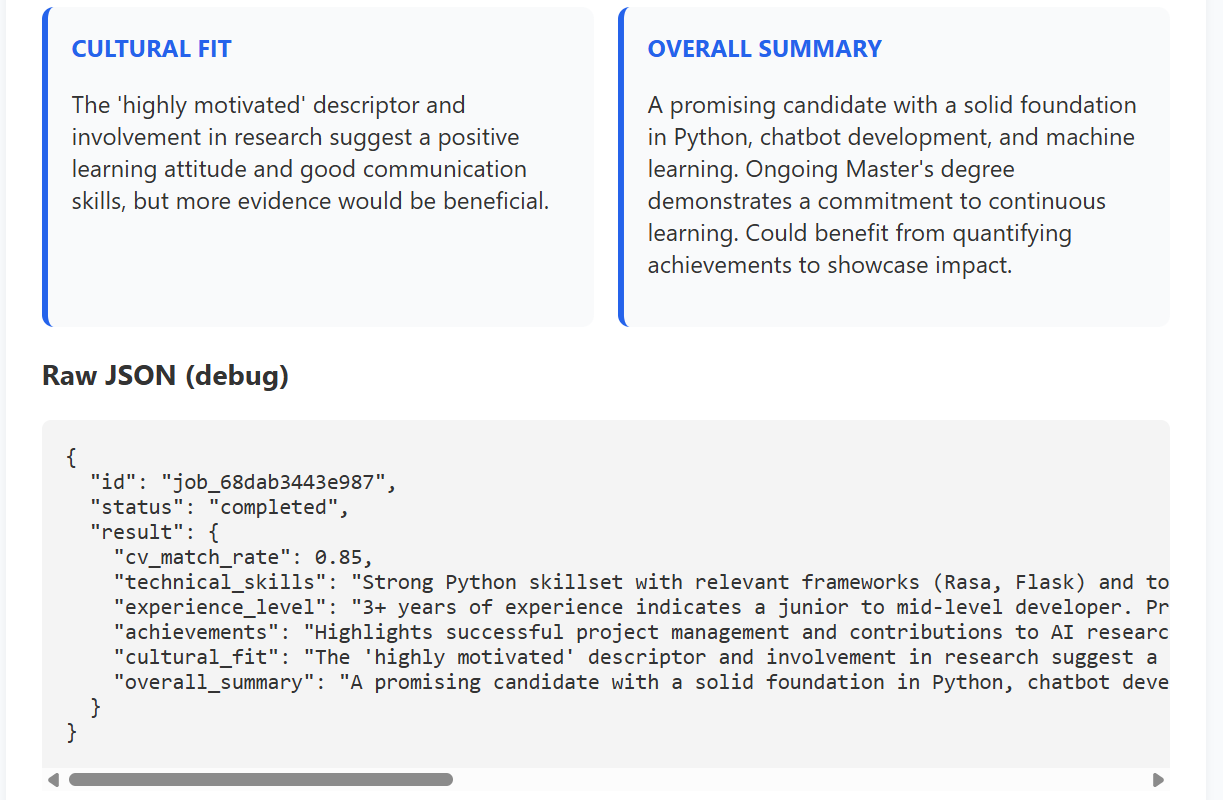 CULTURAL FIT
The 'highly motivated' descriptor and
involvement in research suggest a positive
learning attitude and good communication
skills, but more evidence would be beneficial.
OVERALL SUMMARY
A promising candidate with a solid foundation
in Python, chatbot development, and machine
learning. Ongoing Master's degree
demonstrates a commitment to continuous
learning. Could benefit from quantifying
achievements to showcase impact.
Raw JSON (debug)
{
  "id": "job_68dab3443e987",
  "status": "completed",
  "result": {
    "cv_match_rate": 0.85,
    "technical_skills": "Strong Python skillset with relevant frameworks (Rasa, Flask) and to
    "experience_level": "3+ years of experience indicates a junior to mid-level developer. Pr
    "achievements": "Highlights successful project management and contributions to AI researc
    "cultural_fit": "The 'highly motivated' descriptor and involvement in research suggest a
    "overall_summary": "A promising candidate with a solid foundation in Python, chatbot deve
  }
}